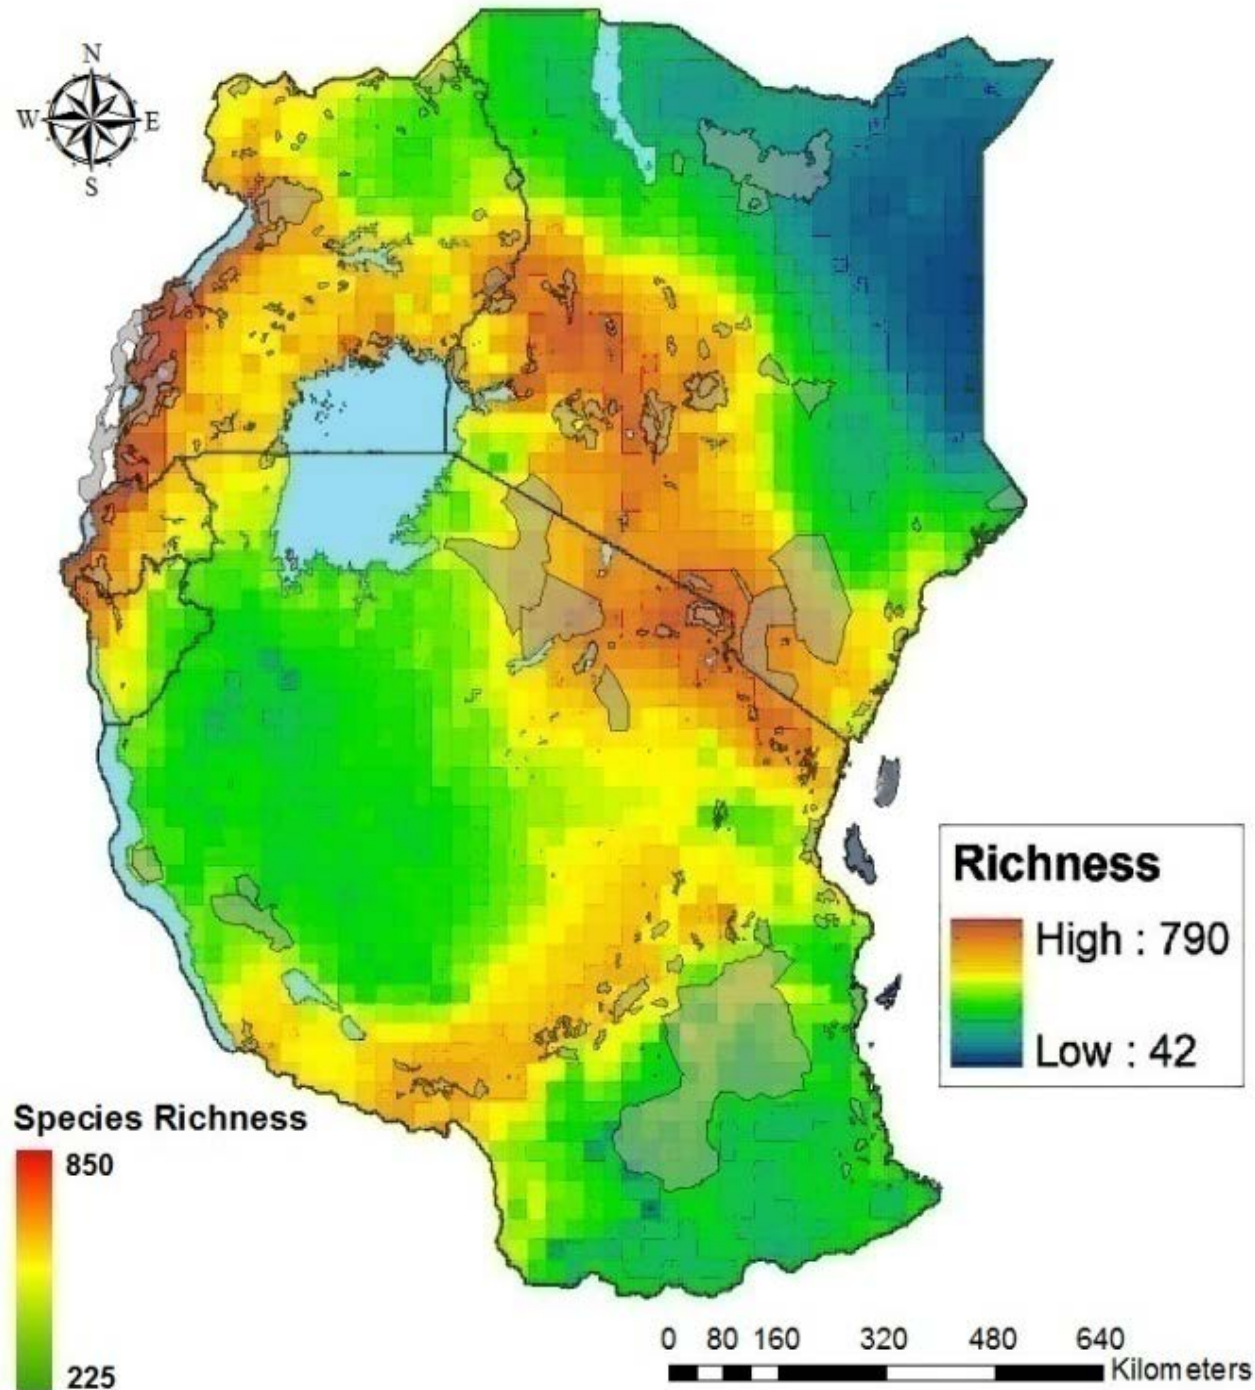 N
W E
S
Richness
High : 790
Low : 42
Species Richness
850
225
0 80 160 320 480 640
Kilometers